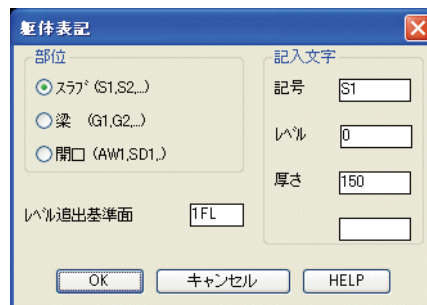 躯体表記
部位
スラブ (S1,S2,...)
梁 (G1,G2,...)
開口 (AW1,SD1,)
レベル追出基準面 1FL
記入文字
記号 S1
レベル 0
厚さ 150
OK キャンセル HELP